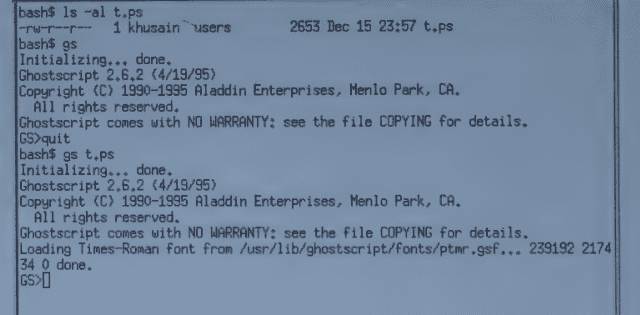 bash$ ls -al t.ps
-rw-r--r--   1 khusain  users        2653 Dec 15 23:57 t.ps
bash$ gs
Initializing... done.
Ghostscript 2.6.2 (4/19/95)
Copyright (C) 1990-1995 Aladdin Enterprises, Menlo Park, CA.
  All rights reserved.
Ghostscript comes with NO WARRANTY: see the file COPYING for details.
GS>quit
bash$ gs t.ps
Initializing... done.
Ghostscript 2.6.2 (4/19/95)
Copyright (C) 1990-1995 Aladdin Enterprises, Menlo Park, CA.
  All rights reserved.
Ghostscript comes with NO WARRANTY: see the file COPYING for details.
Loading Times-Roman font from /usr/lib/ghostscript/fonts/ptmr.gsf... 239192 2174
34 0 done.
GS>